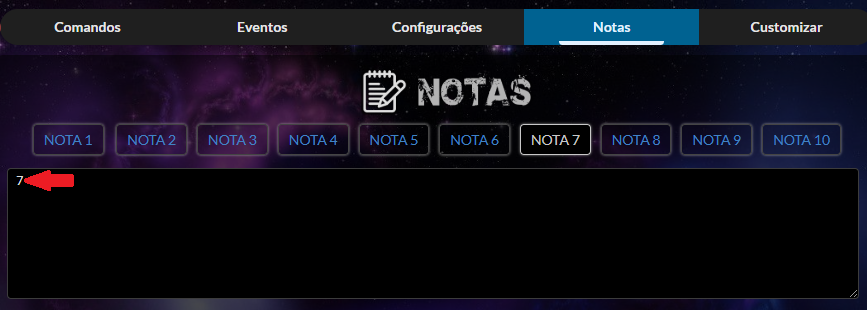 Comandos Eventos Configurações Notas Customizar
NOTAS
NOTA 1 NOTA 2 NOTA 3 NOTA 4 NOTA 5 NOTA 6 NOTA 7 NOTA 8 NOTA 9 NOTA 10
7